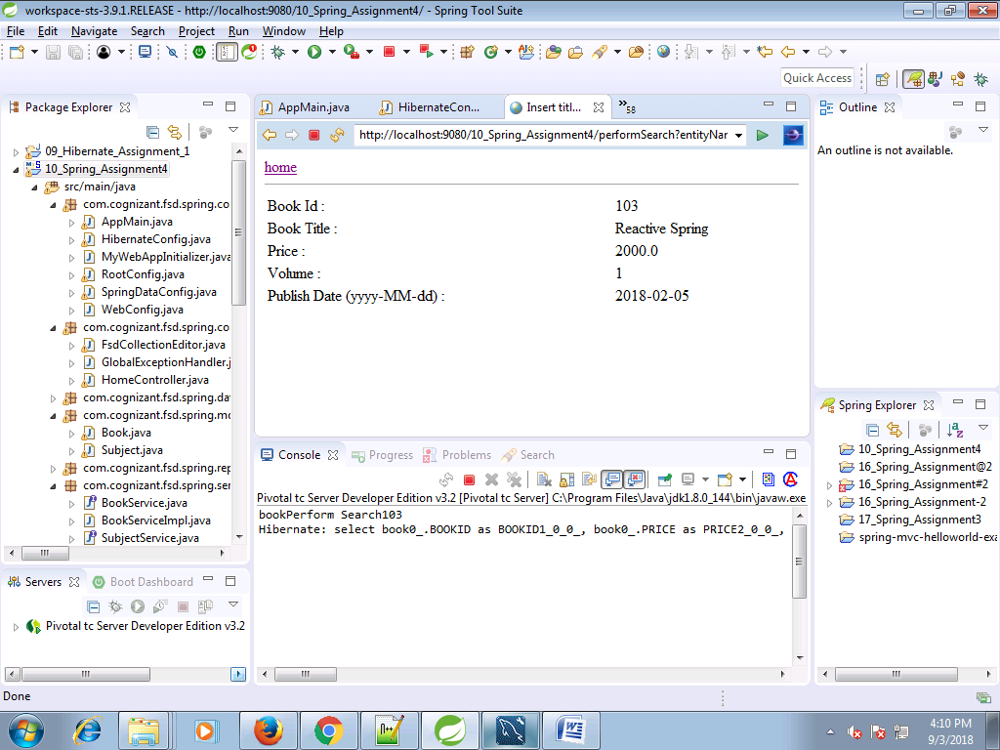 workspace-sts-3.9.1.RELEASE - http://localhost:9080/10_Spring_Assignment4/ - Spring Tool Suite
File Edit Navigate Search Project Run Window Help
Quick Access
Package Explorer
09_Hibernate_Assignment_1
10_Spring_Assignment4
src/main/java
com.cognizant.fsd.spring.co
AppMain.java
HibernateConfig.java
MyWebAppInitializer.java
RootConfig.java
SpringDataConfig.java
WebConfig.java
com.cognizant.fsd.spring.co
FsdCollectionEditor.java
GlobalExceptionHandler.j
HomeController.java
com.cognizant.fsd.spring.da
com.cognizant.fsd.spring.mo
Book.java
Subject.java
com.cognizant.fsd.spring.rep
com.cognizant.fsd.spring.ser
BookService.java
BookServiceImpl.java
SubjectService.java
Servers Boot Dashboard
Pivotal tc Server Developer Edition v3.2
AppMain.java HibernateCon... Insert titl... »58
http://localhost:9080/10_Spring_Assignment4/performSearch?entityNar
home
Book Id : 103
Book Title : Reactive Spring
Price : 2000.0
Volume : 1
Publish Date (yyyy-MM-dd) : 2018-02-05
Console Progress Problems Search
Pivotal tc Server Developer Edition v3.2 [Pivotal tc Server] C:\Program Files\Java\jdk1.8.0_144\bin\javaw.exe
bookPerform Search103
Hibernate: select book0_.BOOKID as BOOKID1_0_0_, book0_.PRICE as PRICE2_0_0_,
Outline
An outline is not available.
Spring Explorer
10_Spring_Assignment4
16_Spring_Assignment@2
16_Spring_Assignment#2
16_Spring_Assignment-2
17_Spring_Assignment3
spring-mvc-helloworld-exa
Done
4:10 PM
9/3/2018